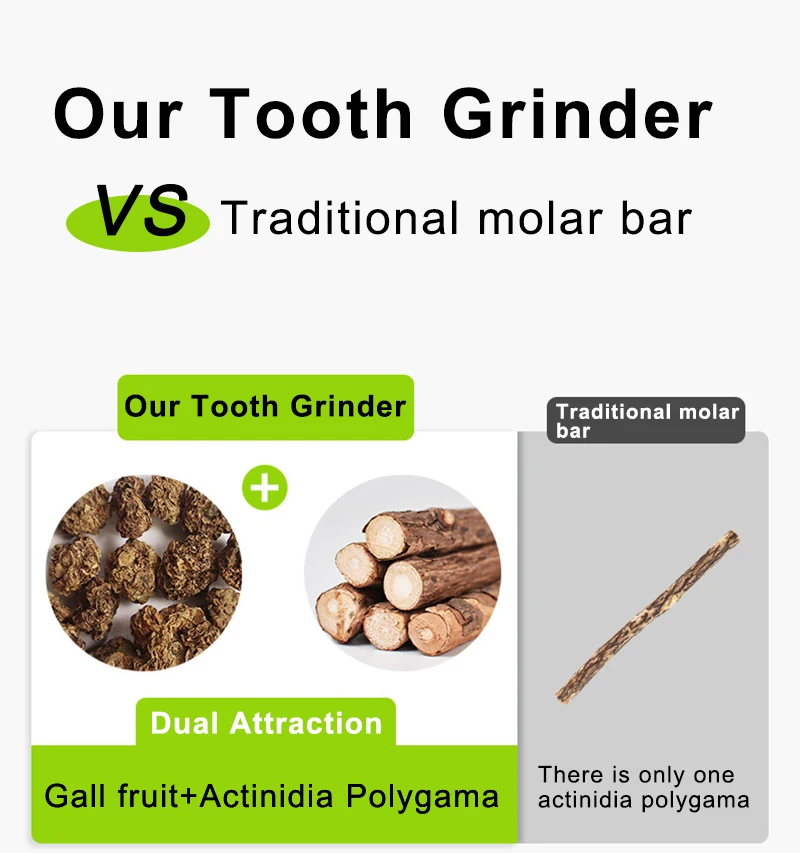 Our Tooth Grinder
VS Traditional molar bar
Our Tooth Grinder
Traditional molar
bar
Dual Attraction
Gall fruit+Actinidia Polygama
There is only one
actinidia polygama